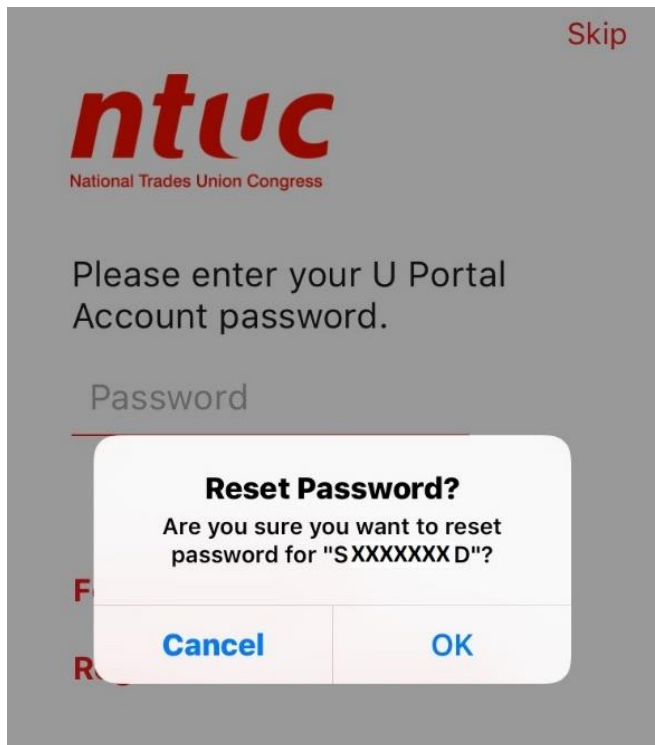 Skip
ntuc
National Trades Union Congress
Please enter your U Portal
Account password.
Password
Reset Password?
Are you sure you want to reset
password for "SXXXXXXXD"?
Cancel
OK